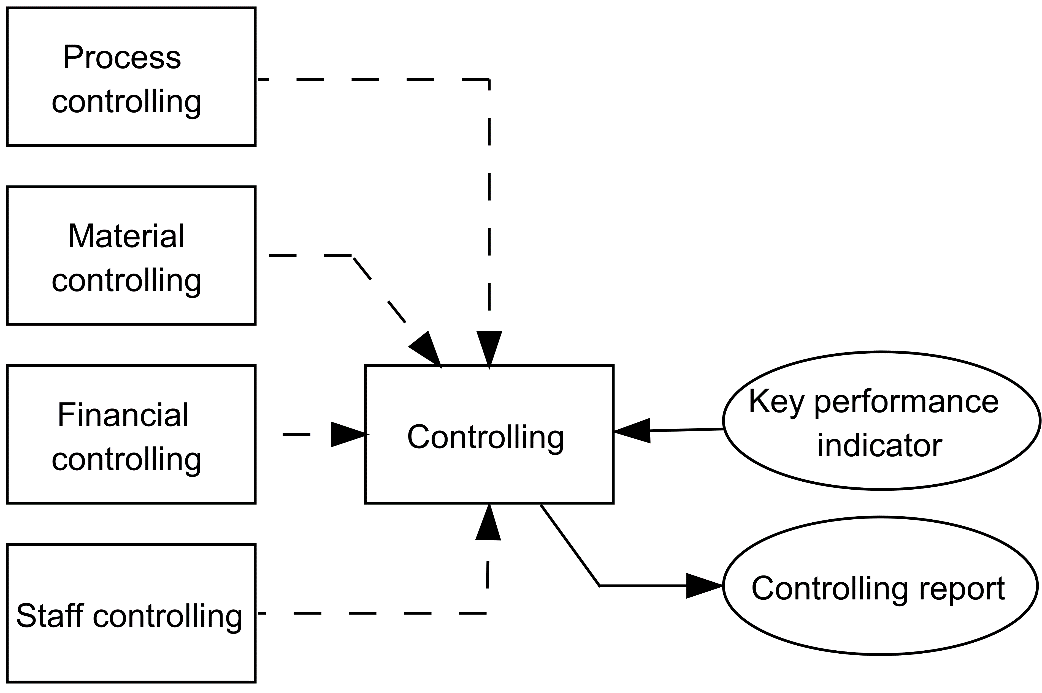 Process
controlling
Material
controlling
Financial
controlling
Staff controlling
Controlling
Key performance
indicator
Controlling report